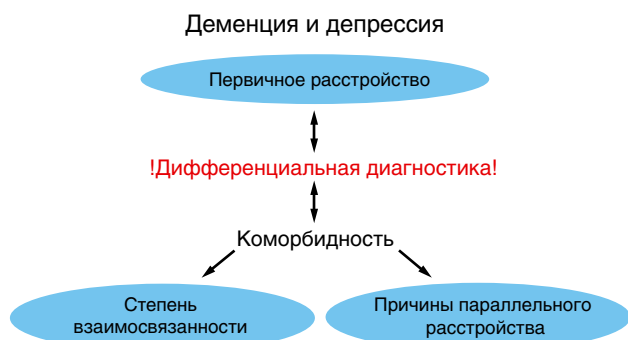 Деменция и депрессия
Первичное расстройство
!Дифференциальная диагностика!
Коморбидность
Степень
взаимосвязанности
Причины параллельного
расстройства